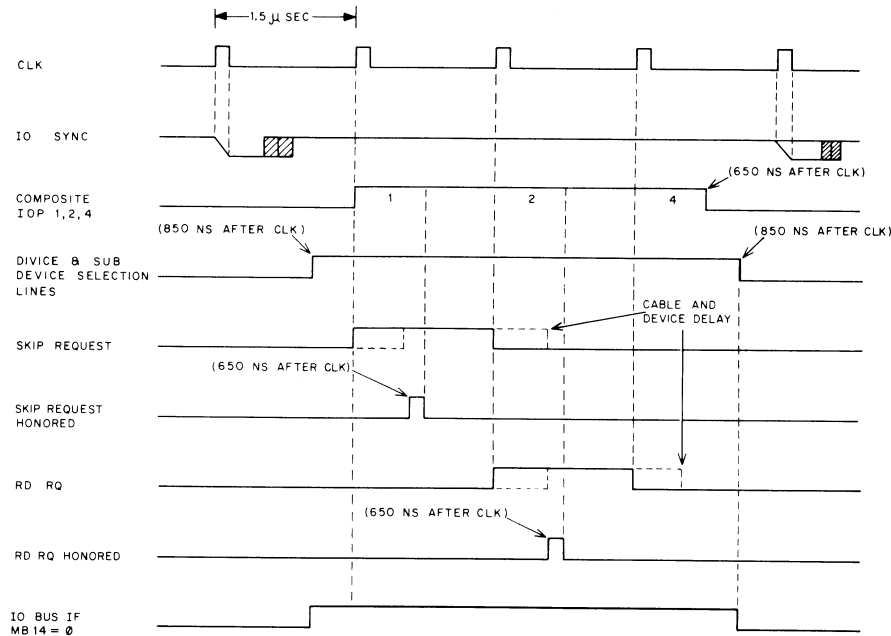 1.5 μ SEC
CLK
IO SYNC
(650 NS AFTER CLK)
COMPOSITE
IOP 1,2,4
1
2
4
(850 NS AFTER CLK)
(850 NS AFTER CLK)
DIVICE & SUB
DEVICE SELECTION
LINES
CABLE AND
DEVICE DELAY
SKIP REQUEST
(650 NS AFTER CLK)
SKIP REQUEST
HONORED
RD RQ
(650 NS AFTER CLK)
RD RQ HONORED
IO BUS IF
MB 14 = Ø